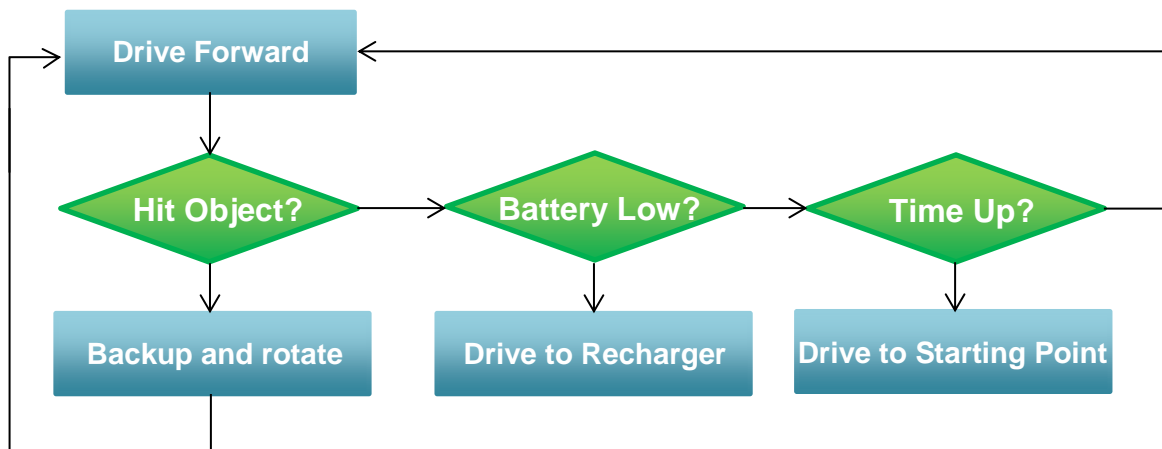 Drive Forward
Hit Object?
Battery Low?
Time Up?
Backup and rotate
Drive to Recharger
Drive to Starting Point